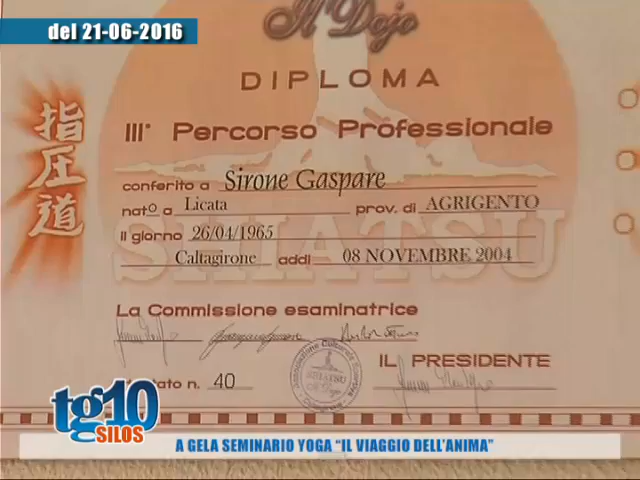 del 21-06-2016
Il Dojo
DIPLOMA
III° Percorso Professionale
指圧道
conferito a Sirone Gaspare
nato a Licata prov. di AGRIGENTO
Il giorno 26/04/1965
SHIATSU
Caltagirone addì 08 NOVEMBRE 2004
La Commissione esaminatrice
IL PRESIDENTE
SHIATSU
n. 40
tg10
SILOS
A GELA SEMINARIO YOGA “IL VIAGGIO DELL'ANIMA”